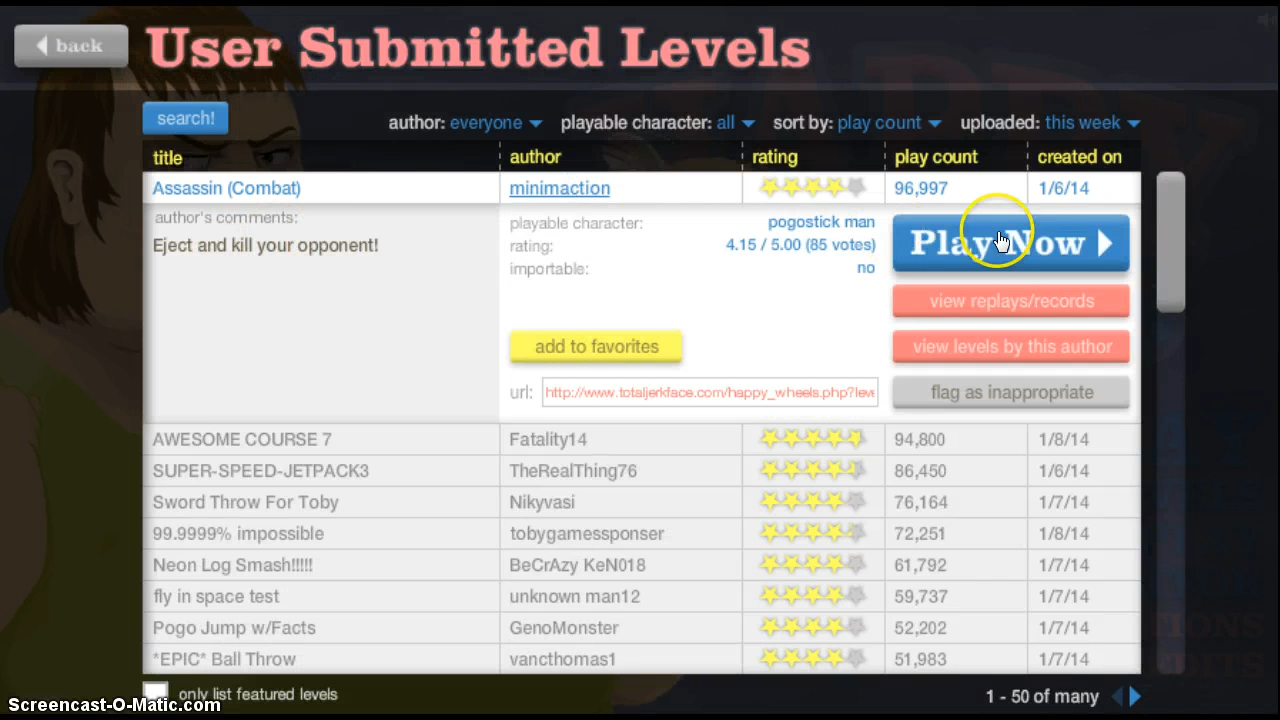 back
User Submitted Levels
search!
author: everyone playable character: all sort by: play count uploaded: this week
title author rating play count created on
Assassin (Combat) minimaction 96,997 1/6/14
author's comments:
Eject and kill your opponent!
playable character: pogostick man
rating: 4.15 / 5.00 (85 votes)
importable: no
Play Now
view replays/records
add to favorites
view levels by this author
url: http://www.totaljerkface.com/happy_wheels.php?leve
flag as inappropriate
AWESOME COURSE 7 Fatality14 94,800 1/8/14
SUPER-SPEED-JETPACK3 TheRealThing76 86,450 1/6/14
Sword Throw For Toby Nikyvasi 76,164 1/7/14
99.9999% impossible tobygamessponser 72,251 1/8/14
Neon Log Smash!!!!! BeCrAzy KeN018 61,792 1/7/14
fly in space test unknown man12 59,737 1/7/14
Pogo Jump w/Facts GenoMonster 52,202 1/7/14
*EPIC* Ball Throw vancthomas1 51,983 1/7/14
only list featured levels
1 - 50 of many
Screencast-O-Matic.com